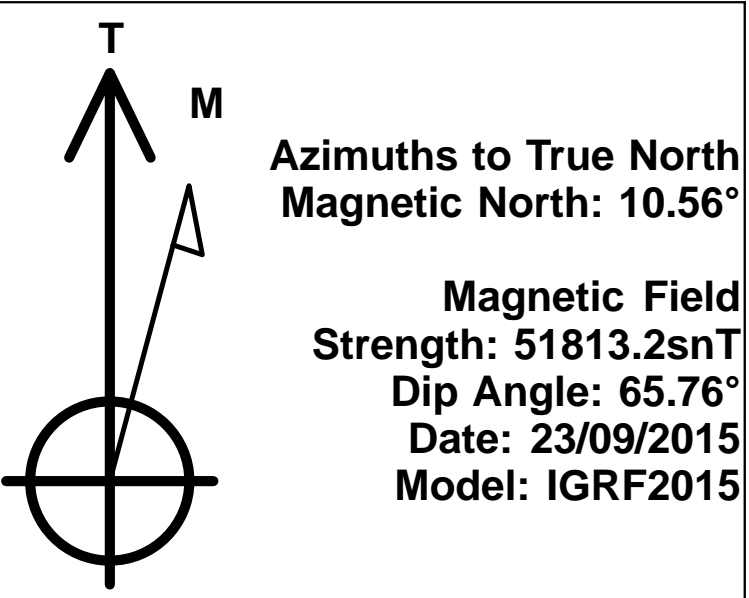 T
M
Azimuths to True North
Magnetic North: 10.56°
Magnetic Field
Strength: 51813.2snT
Dip Angle: 65.76°
Date: 23/09/2015
Model: IGRF2015